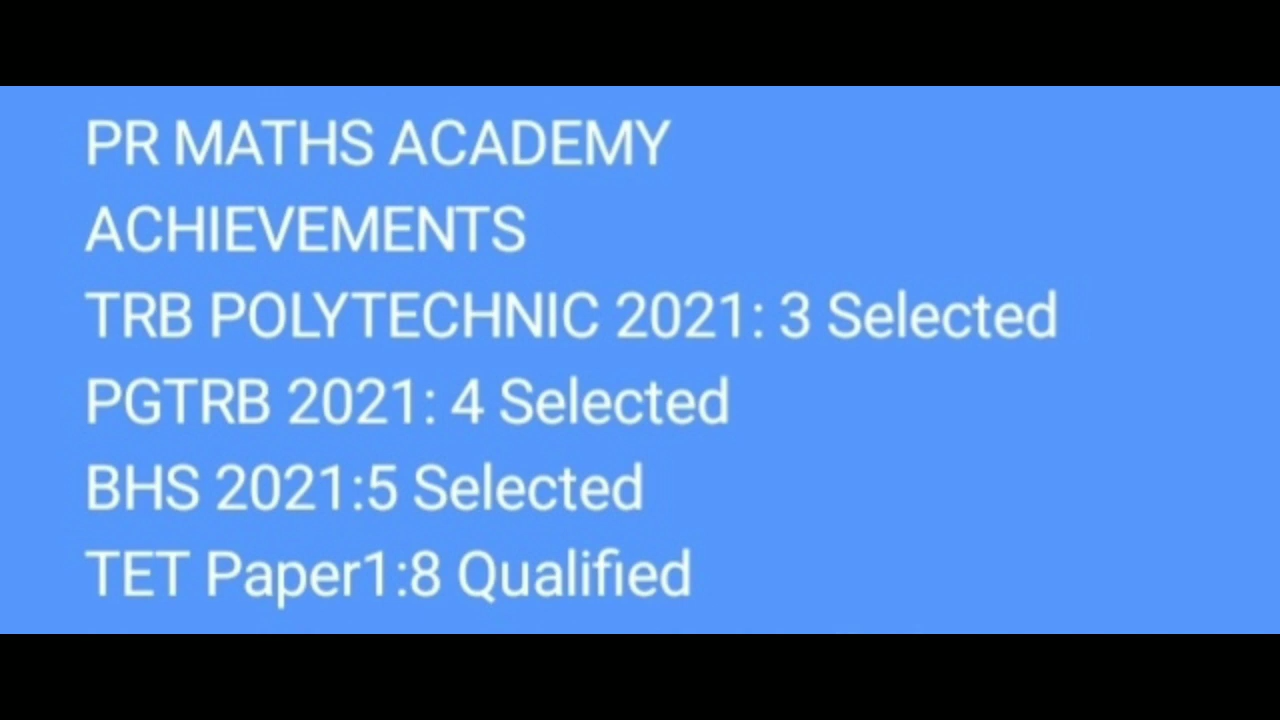 PR MATHS ACADEMY
ACHIEVEMENTS
TRB POLYTECHNIC 2021: 3 Selected
PGTRB 2021: 4 Selected
BHS 2021:5 Selected
TET Paper1:8 Qualified